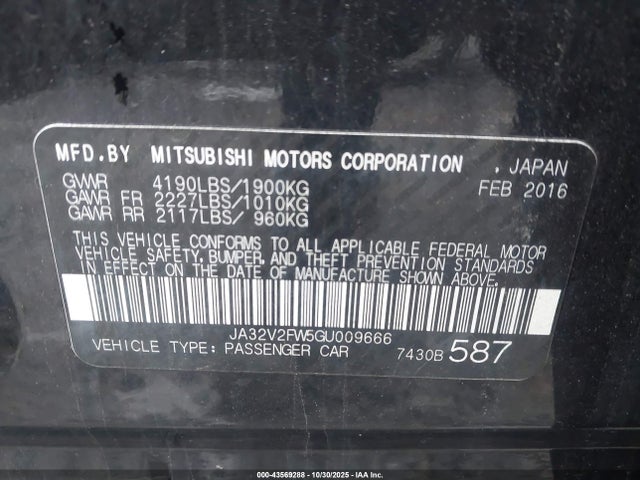 MFD.BY MITSUBISHI MOTORS CORPORATION , JAPAN
GVWR 4190LBS/1900KG FEB 2016
GAWR FR 2227LBS/1010KG
GAWR RR 2117LBS/ 960KG
THIS VEHICLE CONFORMS TO ALL APPLICABLE FEDERAL MOTOR
VEHICLE SAFETY, BUMPER, AND THEFT PREVENTION STANDARDS
IN EFFECT ON THE DATE OF MANUFACTURE SHOWN ABOVE.
JA32V2FW5GU009666
VEHICLE TYPE: PASSENGER CAR 7430B 587
000-43569288 - 10/30/2025 - IAA Inc.